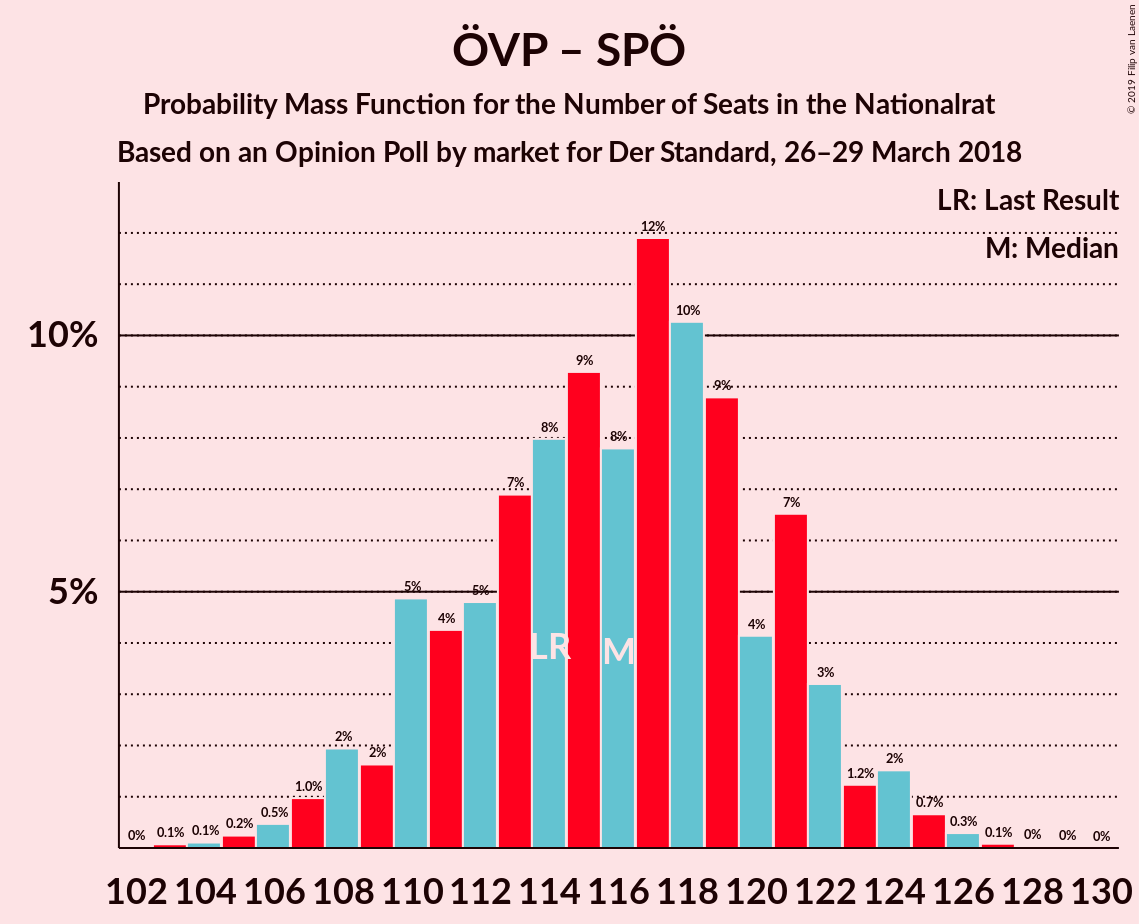 ÖVP – SPÖ
Probability Mass Function for the Number of Seats in the Nationalrat
Based on an Opinion Poll by market for Der Standard, 26–29 March 2018
© 2019 Filip van Laenen
LR: Last Result
M: Median
10%
5%
0% 0.1% 0.1% 0.2% 0.5% 1.0% 2% 2% 5% 4% 5% 7% 8% 9% 8% 12% 10% 9% 4% 7% 3% 1.2% 2% 0.7% 0.3% 0.1% 0% 0% 0%
LR M
102 104 106 108 110 112 114 116 118 120 122 124 126 128 130